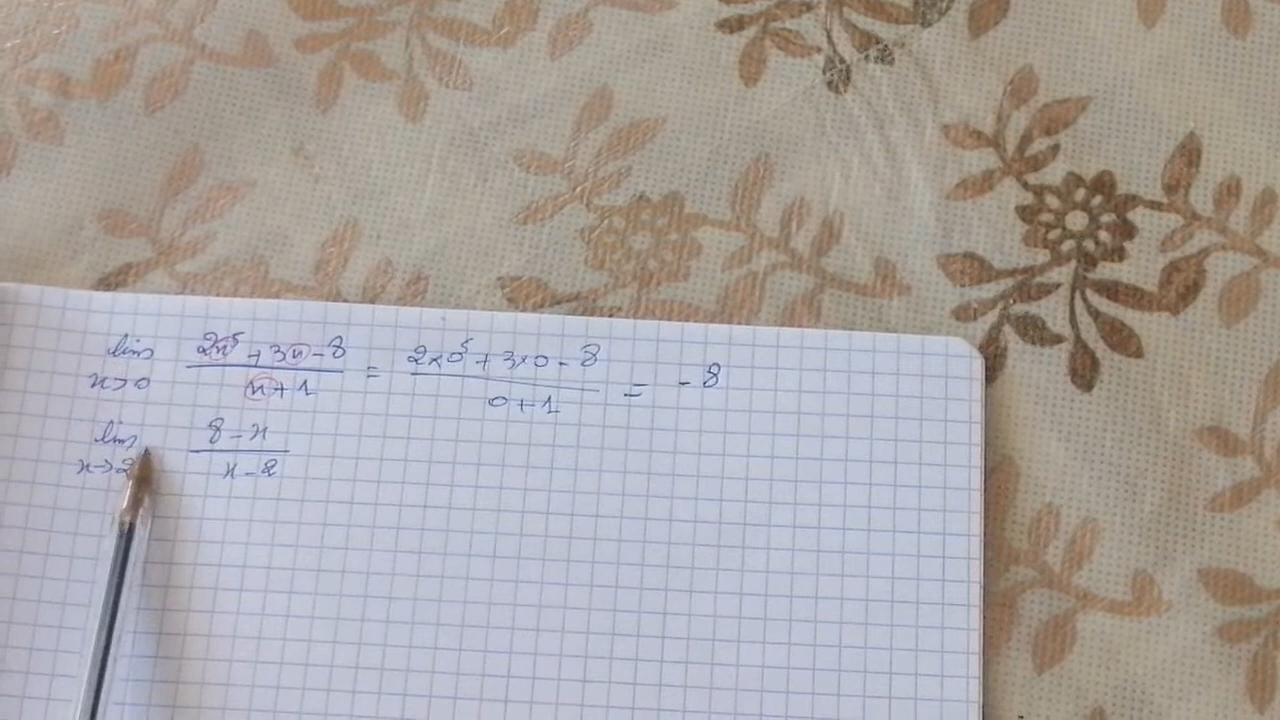 lim x→0 (2x⁵ + 3x - 8)/(x + 1) = (2×0⁵ + 3×0 - 8)/(0 + 1) = -8
lim x→2 (8 - x)/(x - 2)